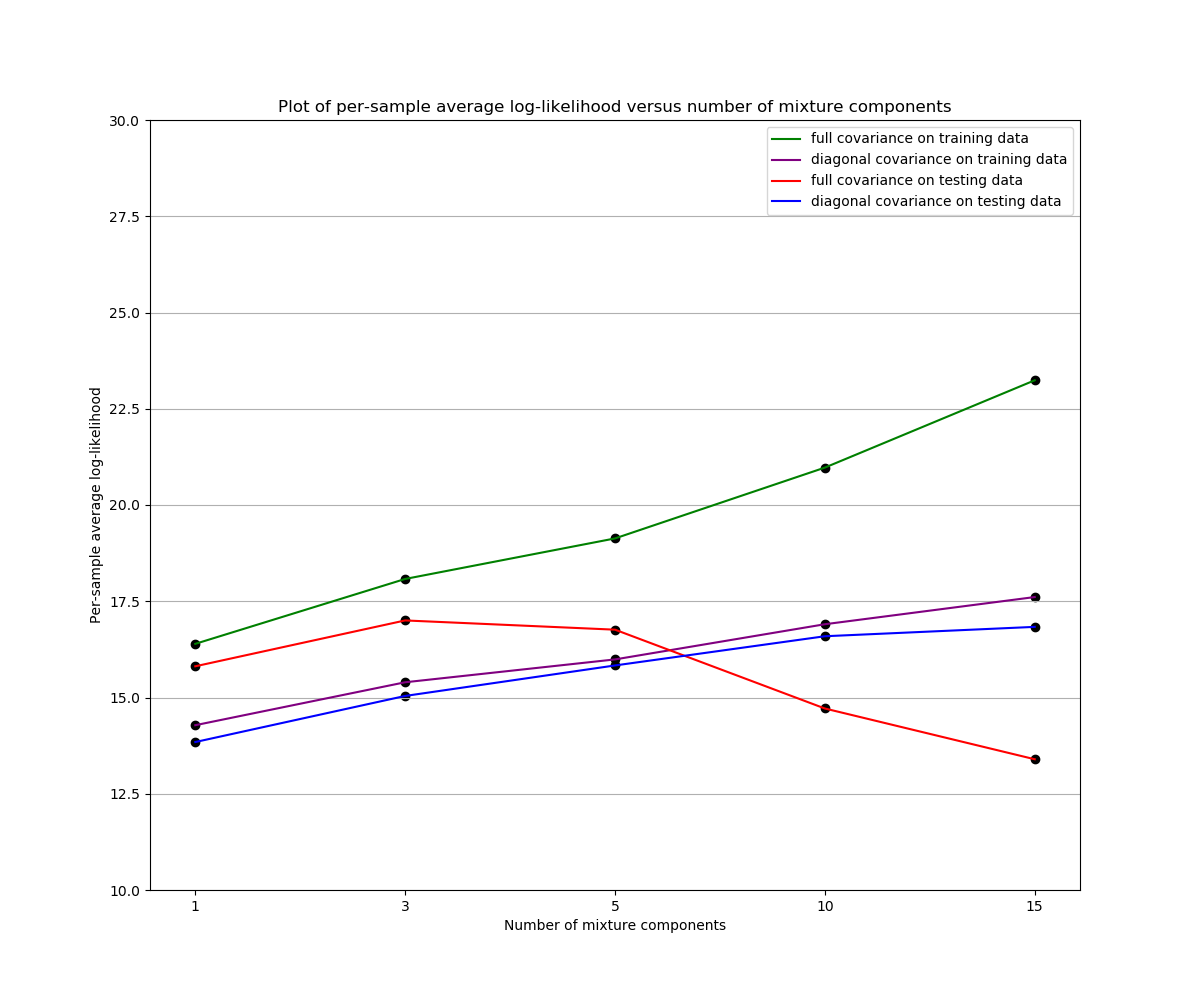 Plot of per-sample average log-likelihood versus number of mixture components
30.0
27.5
25.0
22.5
20.0
17.5
15.0
12.5
10.0
Per-sample average log-likelihood
full covariance on training data
diagonal covariance on training data
full covariance on testing data
diagonal covariance on testing data
1 3 5 10 15
Number of mixture components